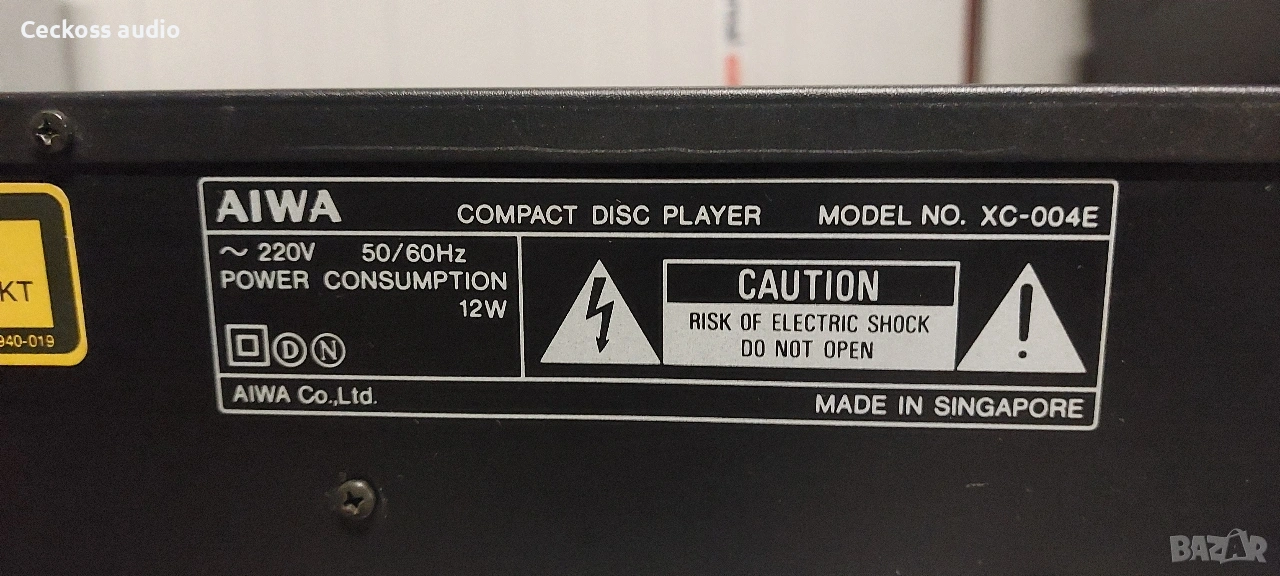 Ceckoss audio
AIWA COMPACT DISC PLAYER MODEL NO. XC-004E
~ 220V 50/60Hz
POWER CONSUMPTION
12W
D N
CAUTION
RISK OF ELECTRIC SHOCK
DO NOT OPEN
AIWA Co.,Ltd.
MADE IN SINGAPORE
KT
940-019
BAZAR